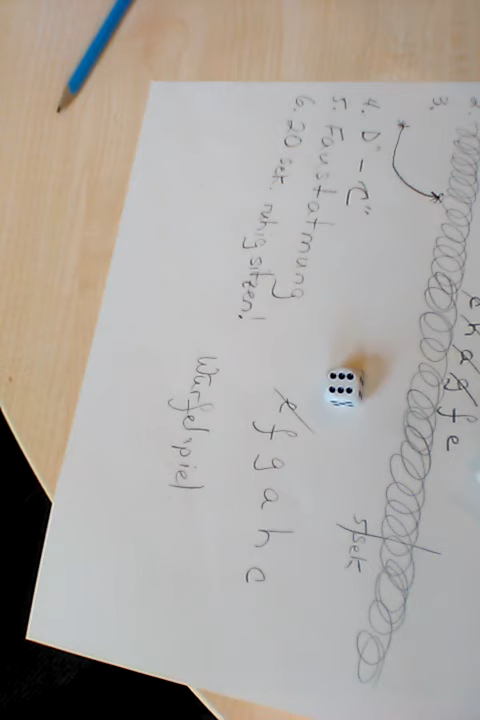 3.
4. D" - C"
5. Faustatmung
6. 20 sek. ruhig sitzen!
e f g a h c
Würfelspiel
5 sek.